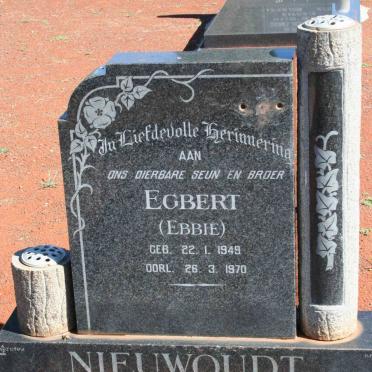 In Liefdevolle Herinnering
AAN
ONS DIERBARE SEUN EN BROER
EGBERT
(EBBIE)
GEB. 22. 1. 1949
OORL. 26. 3. 1970
NIEUWOUDT